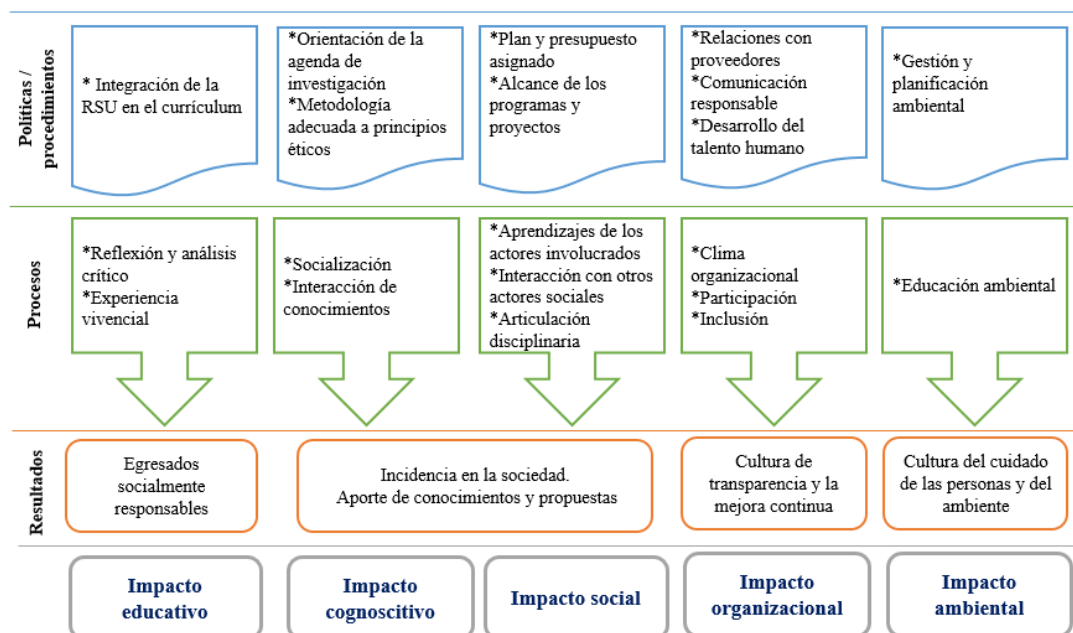 Políticas /
procedimientos
* Integración de la
RSU en el currículum
*Orientación de la
agenda de
investigación
*Metodología
adecuada a principios
éticos
*Plan y presupuesto
asignado
*Alcance de los
programas y
proyectos
*Relaciones con
proveedores
*Comunicación
responsable
*Desarrollo del
talento humano
*Gestión y
planificación
ambiental
Procesos
*Reflexión y análisis
crítico
*Experiencia
vivencial
*Socialización
*Interacción de
conocimientos
*Aprendizajes de los
actores involucrados
*Interacción con otros
actores sociales
*Articulación
disciplinaria
*Clima
organizacional
*Participación
*Inclusión
*Educación ambiental
Resultados
Egresados
socialmente
responsables
Incidencia en la sociedad.
Aporte de conocimientos y propuestas
Cultura de
transparencia y la
mejora continua
Cultura del cuidado
de las personas y del
ambiente
Impacto
educativo
Impacto
cognoscitivo
Impacto social
Impacto
organizacional
Impacto
ambiental